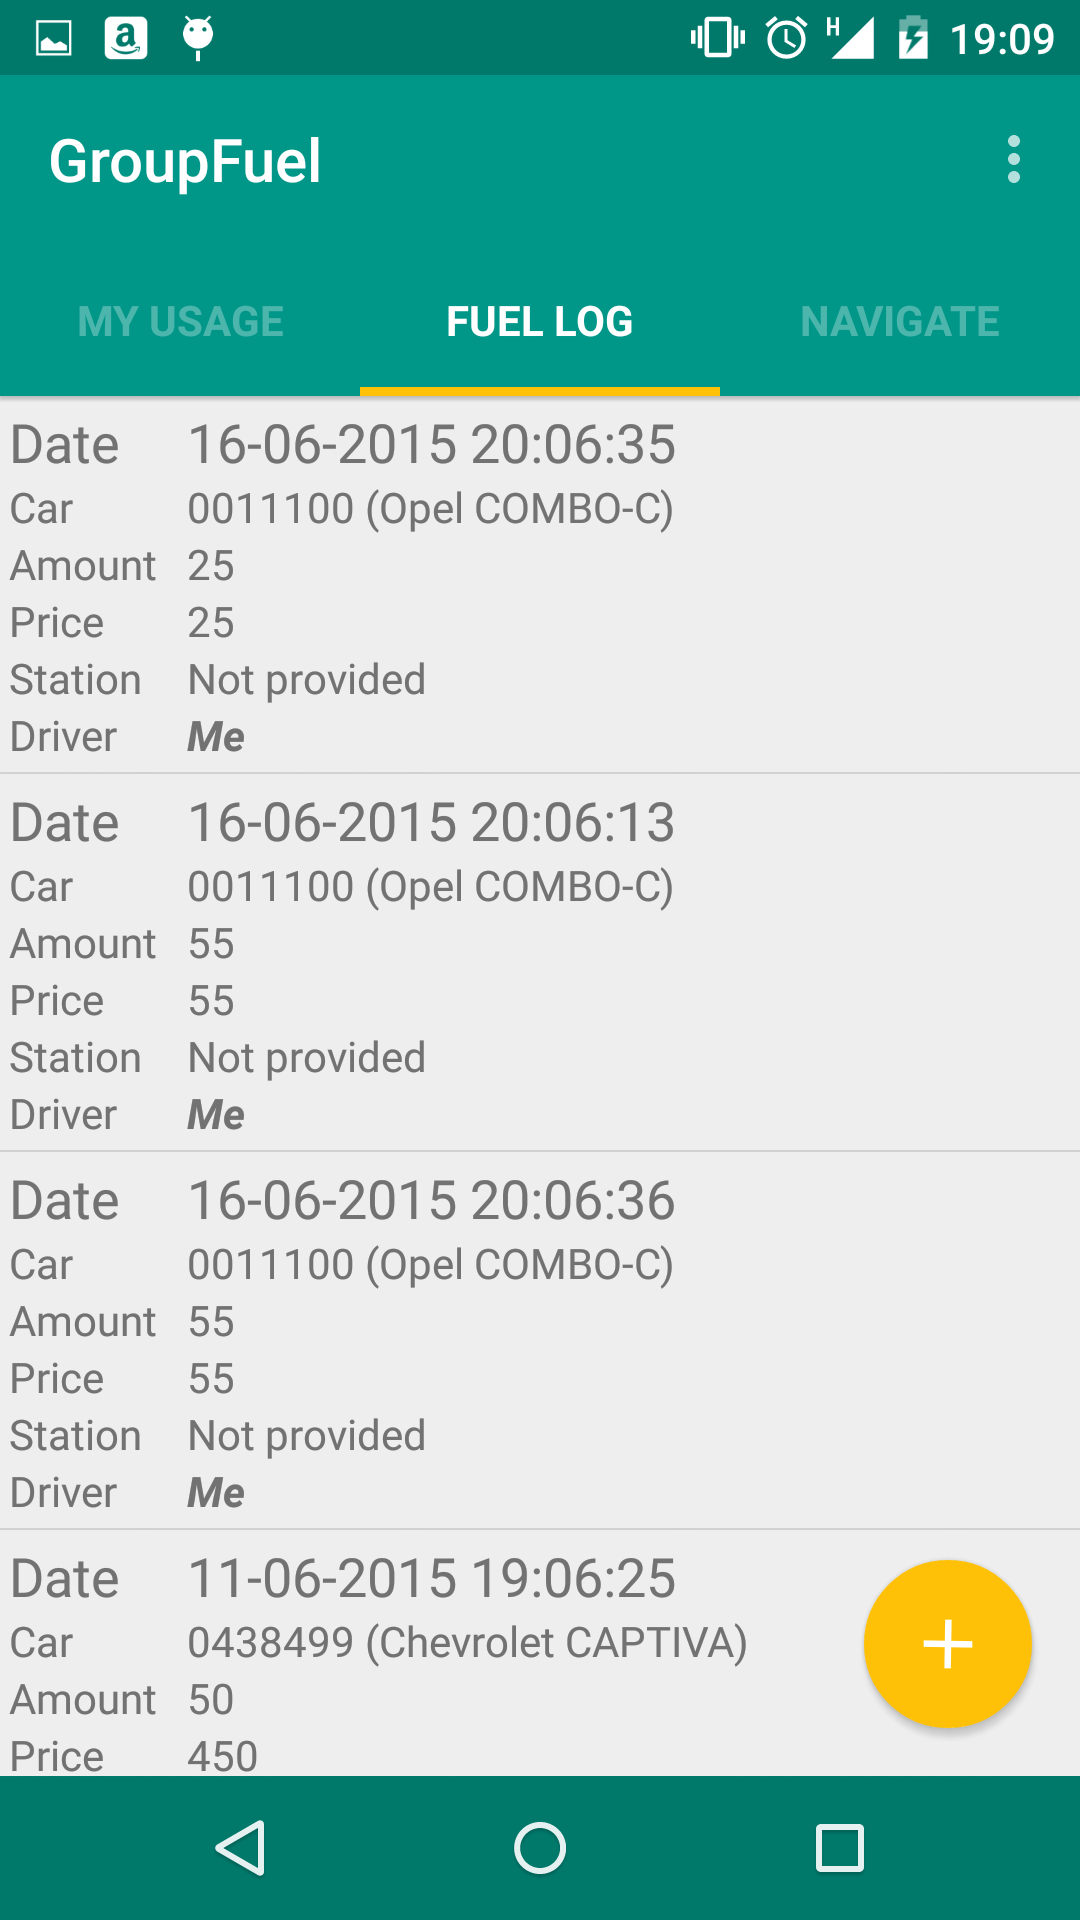 H 19:09
GroupFuel
MY USAGE FUEL LOG NAVIGATE
Date 16-06-2015 20:06:35
Car 0011100 (Opel COMBO-C)
Amount 25
Price 25
Station Not provided
Driver Me
Date 16-06-2015 20:06:13
Car 0011100 (Opel COMBO-C)
Amount 55
Price 55
Station Not provided
Driver Me
Date 16-06-2015 20:06:36
Car 0011100 (Opel COMBO-C)
Amount 55
Price 55
Station Not provided
Driver Me
Date 11-06-2015 19:06:25
Car 0438499 (Chevrolet CAPTIVA)
Amount 50
Price 450